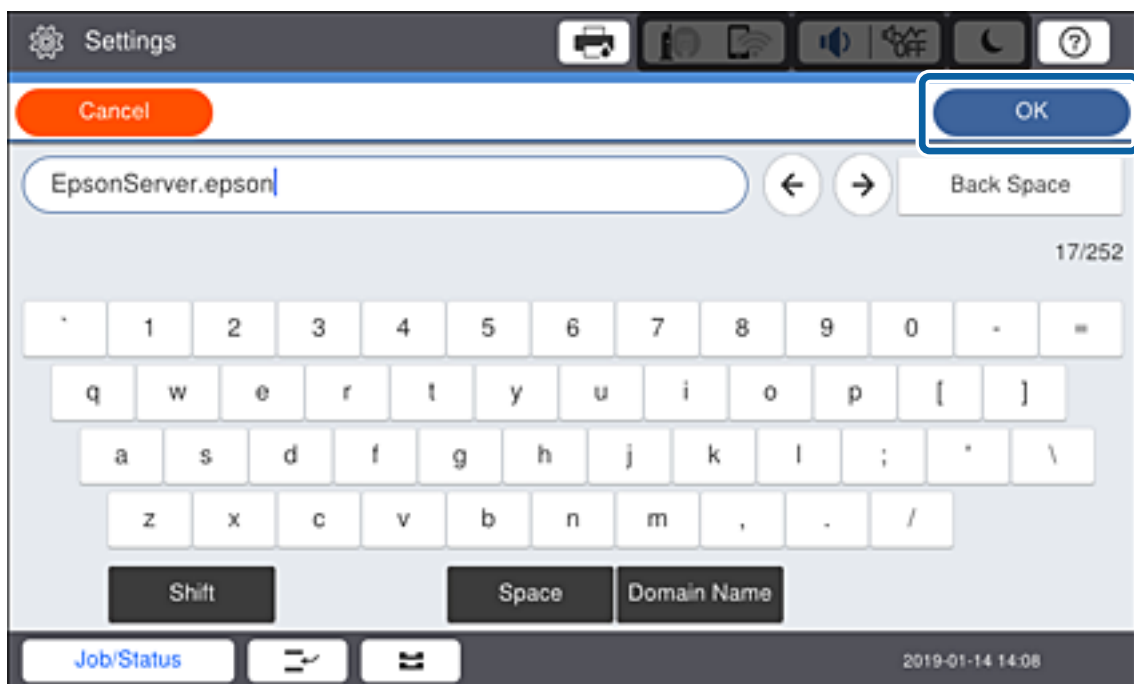 Settings
OFF
Cancel
OK
EpsonServer.epson
Back Space
17/252
` 1 2 3 4 5 6 7 8 9 0 - =
q w e r t y u i o p [ ]
a s d f g h j k l ; ' \
z x c v b n m , . /
Shift Space Domain Name
Job/Status
2019-01-14 14:08